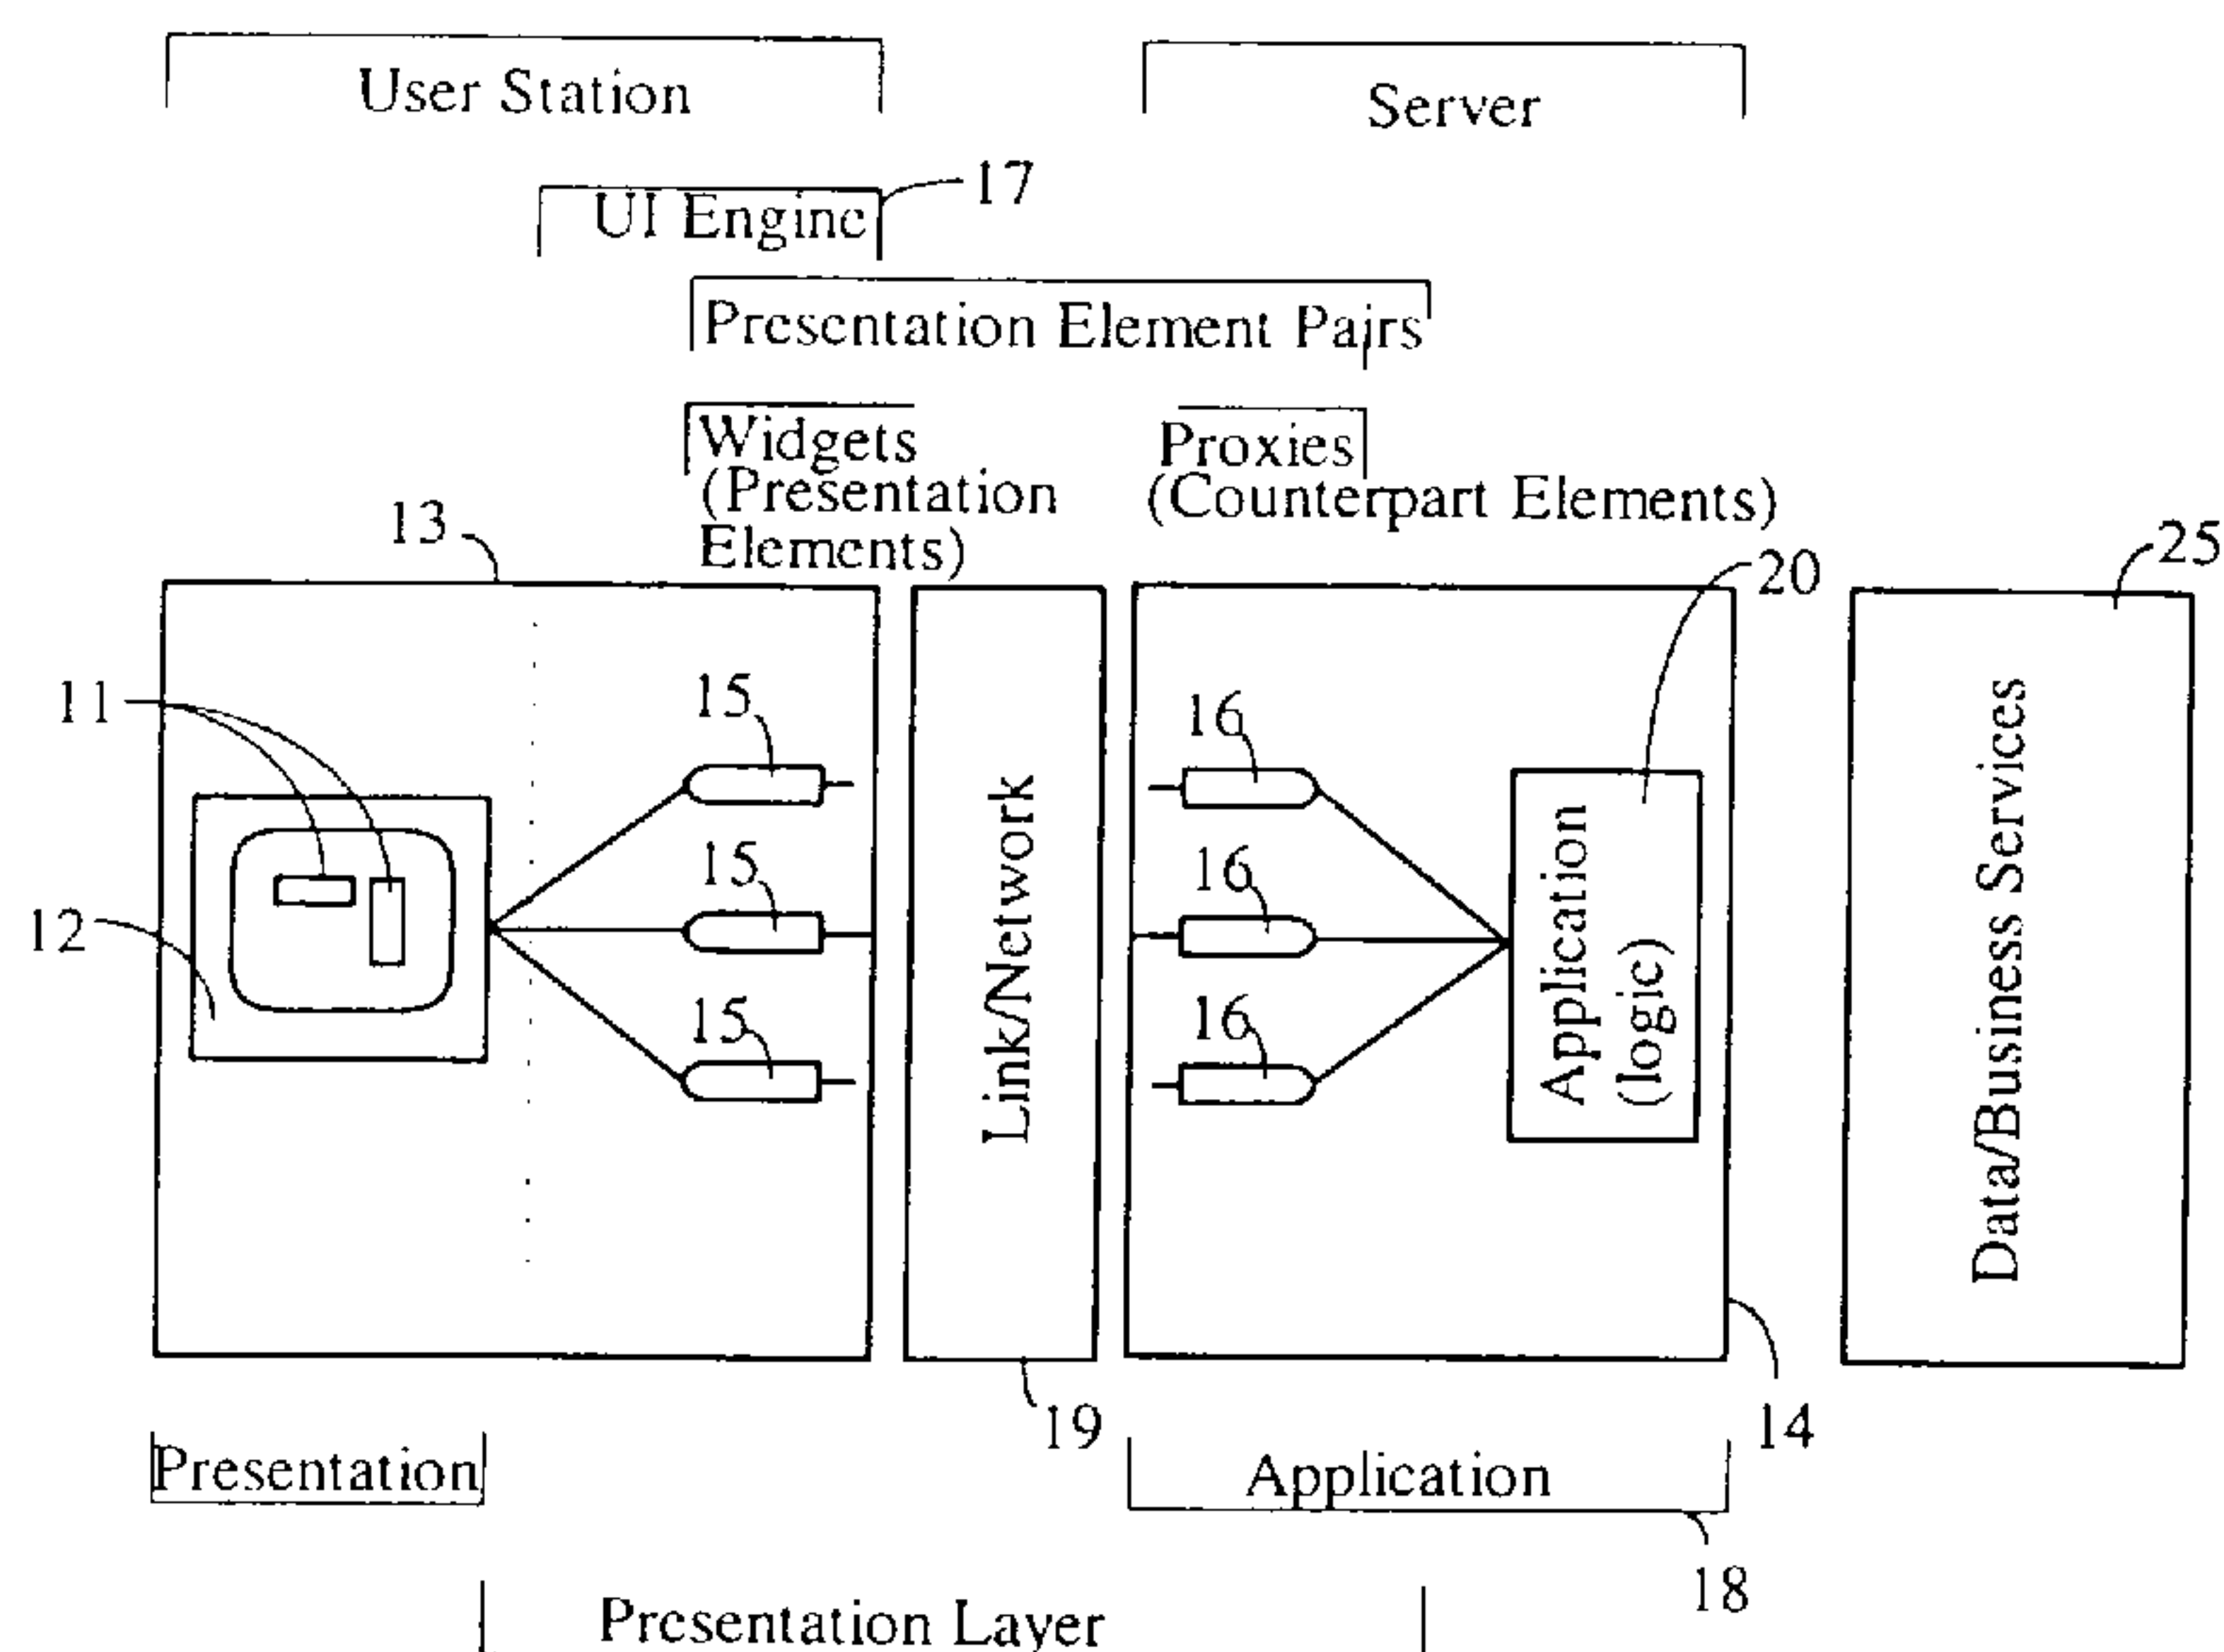 User Station
Server
UI Engine
17
Presentation Element Pairs
Widgets
(Presentation
Elements)
Proxies
(Counterpart Elements)
13
20
25
11
12
15
15
15
16
16
16
Link/Network
Application
(logic)
Data/Business Services
19
14
Presentation
Application
18
Presentation Layer